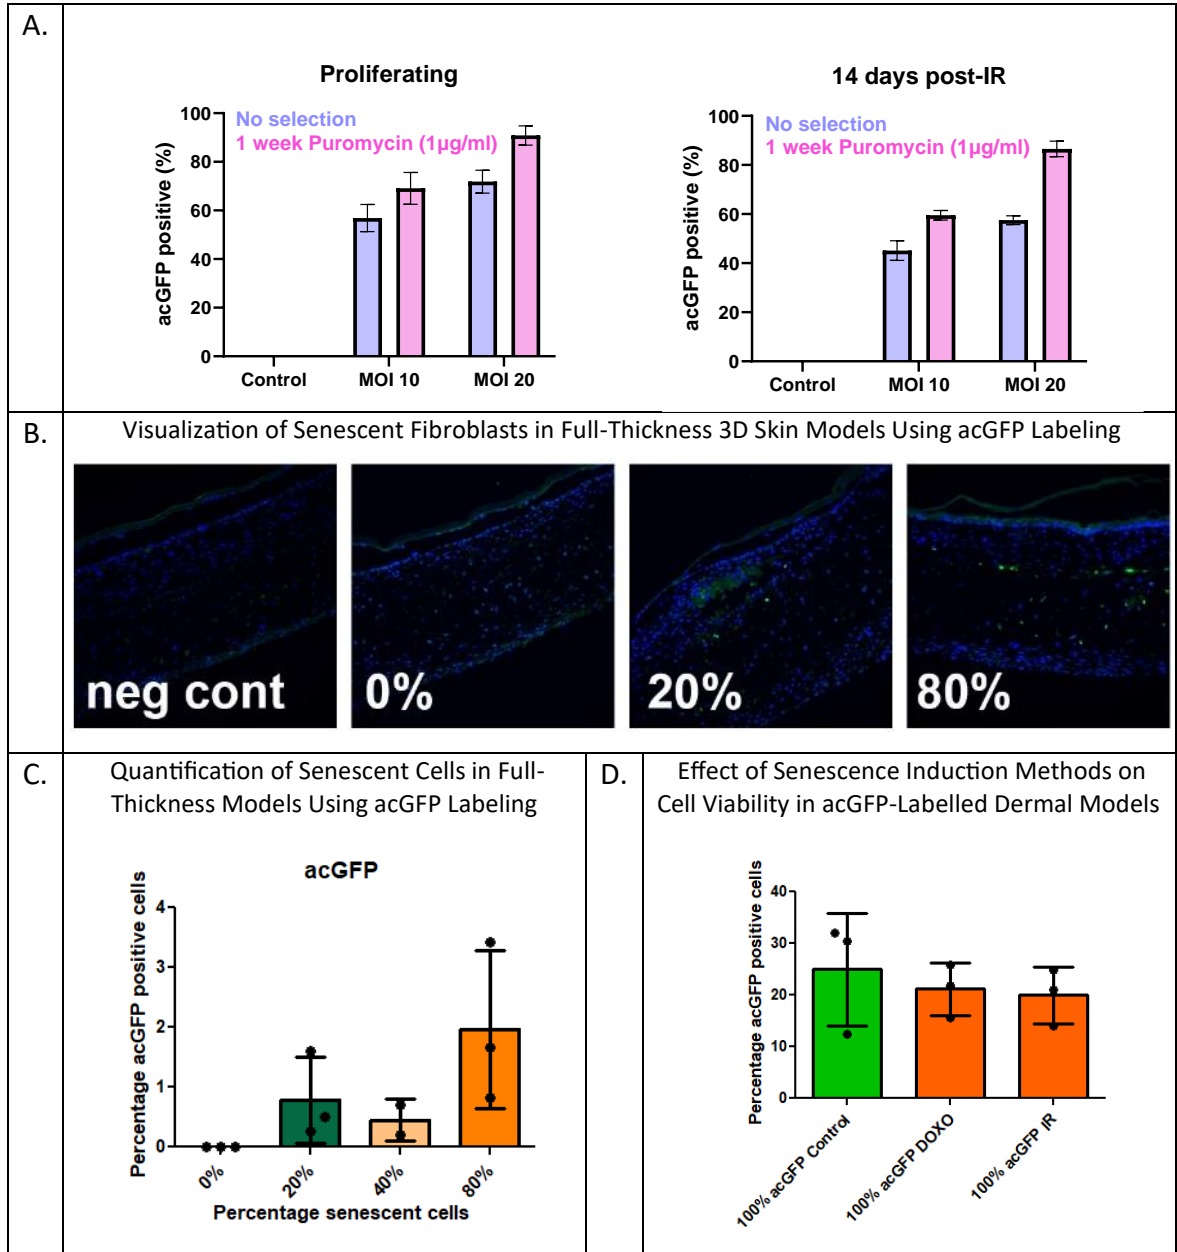 A.
Proliferating
No selection
1 week Puromycin (1µg/ml)
acGFP positive (%)
100
80
60
40
20
0
Control
MOI 10
MOI 20
14 days post-IR
No selection
1 week Puromycin (1µg/ml)
acGFP positive (%)
100
80
60
40
20
0
Control
MOI 10
MOI 20
B.
Visualization of Senescent Fibroblasts in Full-Thickness 3D Skin Models Using acGFP Labeling
neg cont
0%
20%
80%
C.
Quantification of Senescent Cells in Full-
Thickness Models Using acGFP Labeling
acGFP
Percentage acGFP positive cells
4
3
2
1
0
0%
20%
40%
80%
Percentage senescent cells
D.
Effect of Senescence Induction Methods on
Cell Viability in acGFP-Labelled Dermal Models
Percentage acGFP positive cells
40
30
20
10
0
100% acGFP Control
100% acGFP DOXO
100% acGFP IR